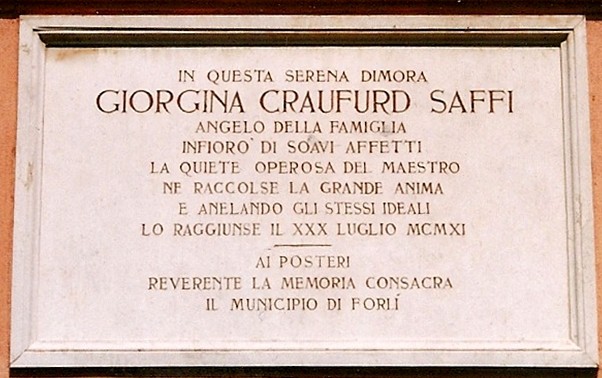 IN QUESTA SERENA DIMORA
GIORGINA CRAUFURD SAFFI
ANGELO DELLA FAMIGLIA
INFIORO' DI SOAVI AFFETTI
LA QUIETE OPEROSA DEL MAESTRO
NE RACCOLSE LA GRANDE ANIMA
E ANELANDO GLI STESSI IDEALI
LO RAGGIUNSE IL XXX LUGLIO MCMXI
AI POSTERI
REVERENTE LA MEMORIA CONSACRA
IL MUNICIPIO DI FORLÍ